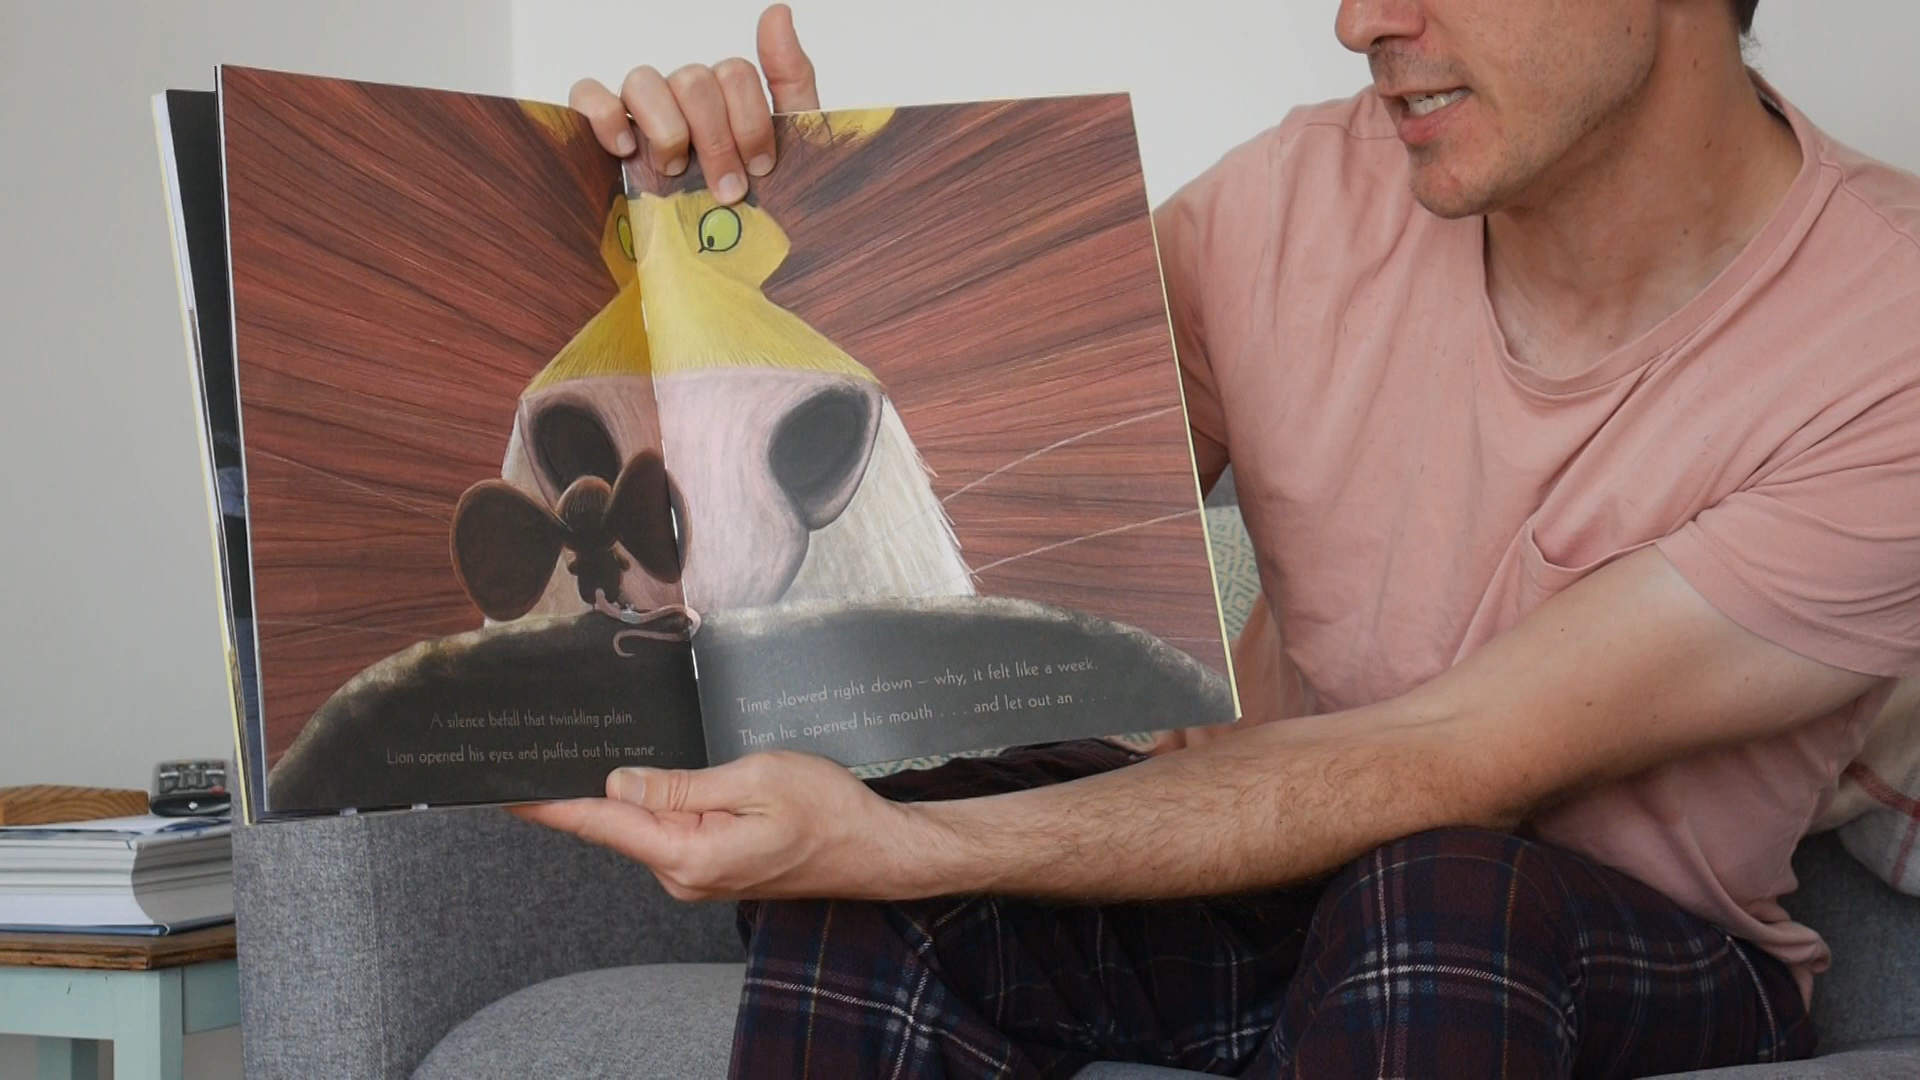 A silence befell that twinkling plain.
Lion opened his eyes and puffed out his mane . . . .
Time slowed right down – why, it felt like a week.
Then he opened his mouth . . . . and let out an . . . .